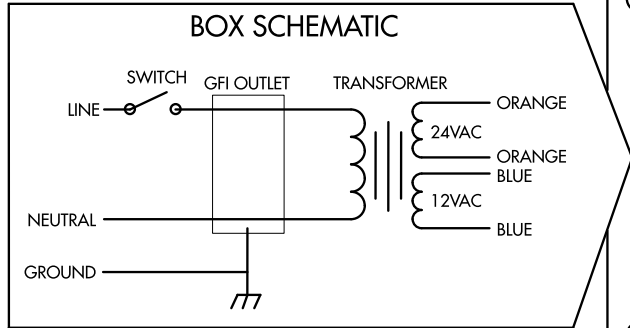 BOX SCHEMATIC
SWITCH
GFI OUTLET
TRANSFORMER
LINE
ORANGE
24VAC
ORANGE
BLUE
12VAC
NEUTRAL
BLUE
GROUND